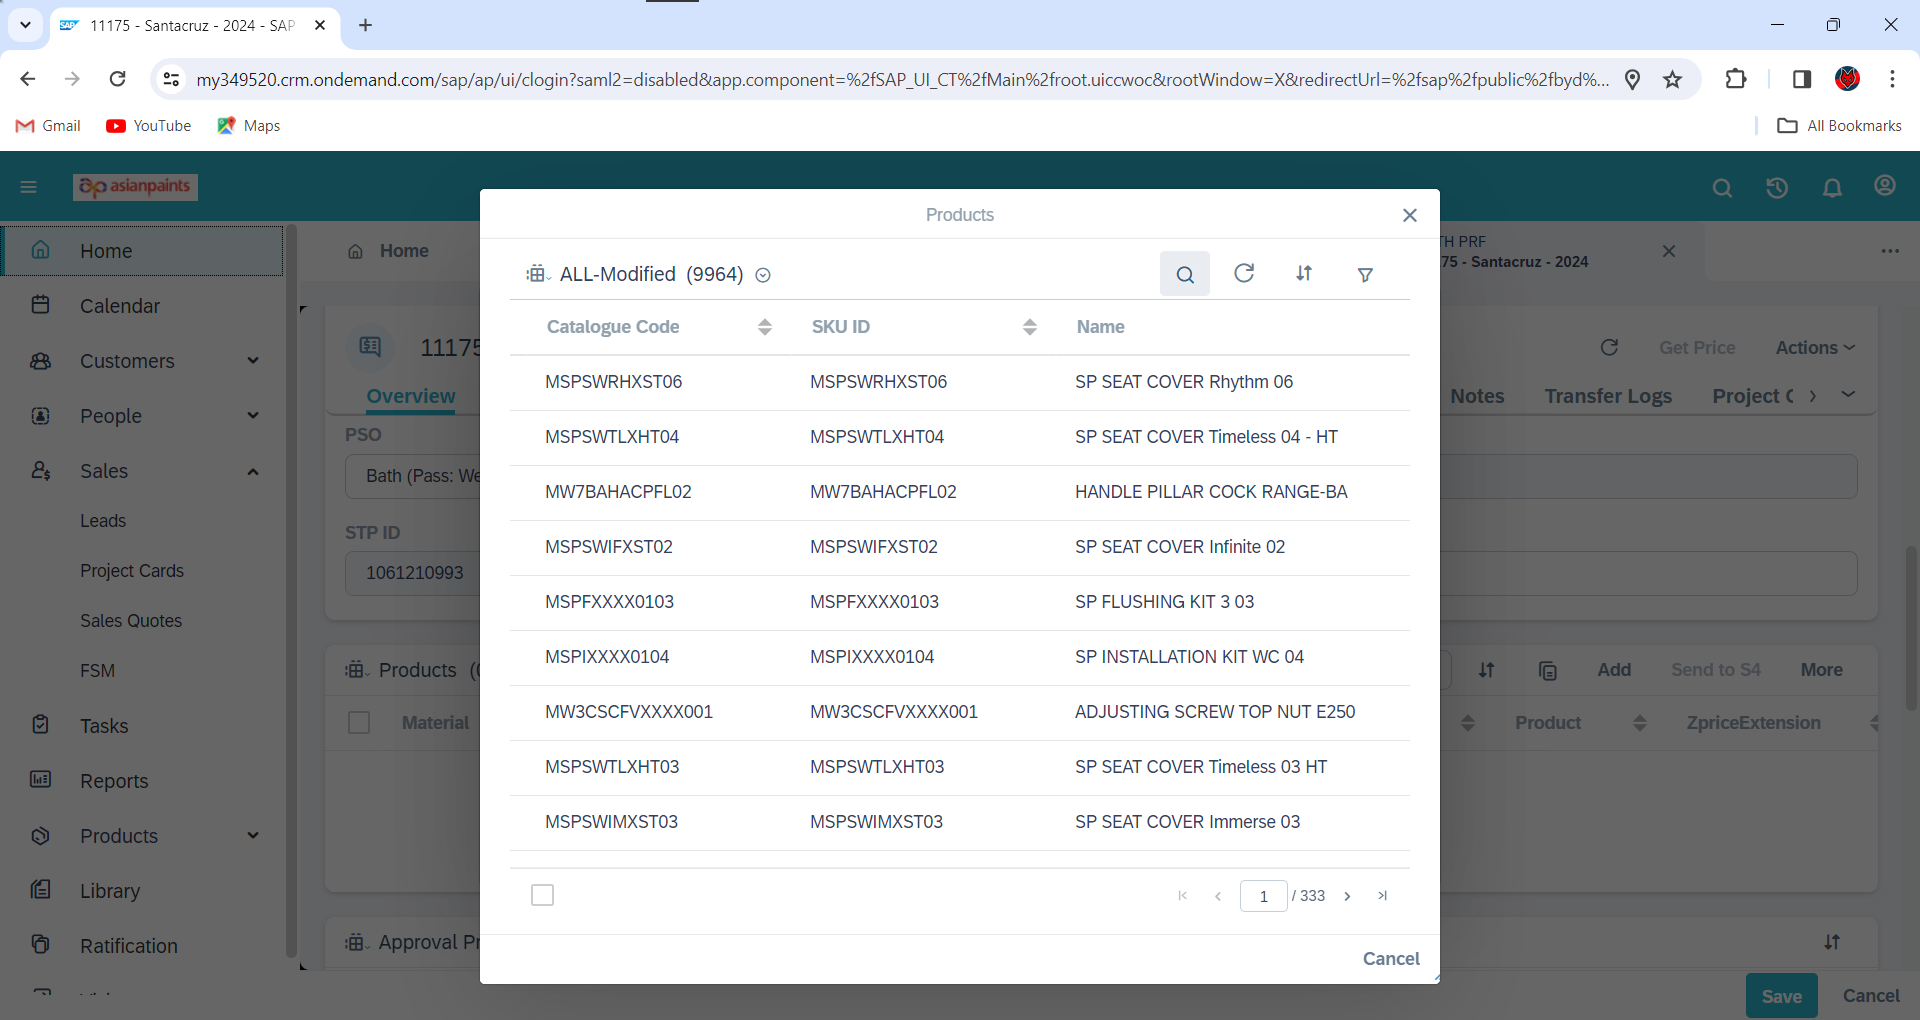 11175 - Santacruz - 2024 - SAP
my349520.crm.ondemand.com/sap/ap/ui/clogin?saml2=disabled&app.component=%2fSAP_UI_CT%2fMain%2froot.uiccwoc&rootWindow=X&redirectUrl=%2fsap%2fpublic%2fbyd%...
Gmail
YouTube
Maps
All Bookmarks
asianpaints
Home
Calendar
Customers
People
Sales
Leads
Project Cards
Sales Quotes
FSM
Tasks
Reports
Products
Library
Ratification
Home
TH PRF
75 - Santacruz - 2024
11175
Get Price
Actions
Overview
Notes
Transfer Logs
Project
PSO
Bath (Pass: We
STP ID
1061210993
Products
Add
Send to S4
More
Material
Product
ZpriceExtension
Approval Pr
Save
Cancel
Products
ALL-Modified (9964)
Catalogue Code SKU ID Name
MSPSWRHXST06 MSPSWRHXST06 SP SEAT COVER Rhythm 06
MSPSWTLXHT04 MSPSWTLXHT04 SP SEAT COVER Timeless 04 - HT
MW7BAHACPFL02 MW7BAHACPFL02 HANDLE PILLAR COCK RANGE-BA
MSPSWIFXST02 MSPSWIFXST02 SP SEAT COVER Infinite 02
MSPFXXXX0103 MSPFXXXX0103 SP FLUSHING KIT 3 03
MSPIXXXX0104 MSPIXXXX0104 SP INSTALLATION KIT WC 04
MW3CSCFVXXXX001 MW3CSCFVXXXX001 ADJUSTING SCREW TOP NUT E250
MSPSWTLXHT03 MSPSWTLXHT03 SP SEAT COVER Timeless 03 HT
MSPSWIMXST03 MSPSWIMXST03 SP SEAT COVER Immerse 03
1 / 333
Cancel